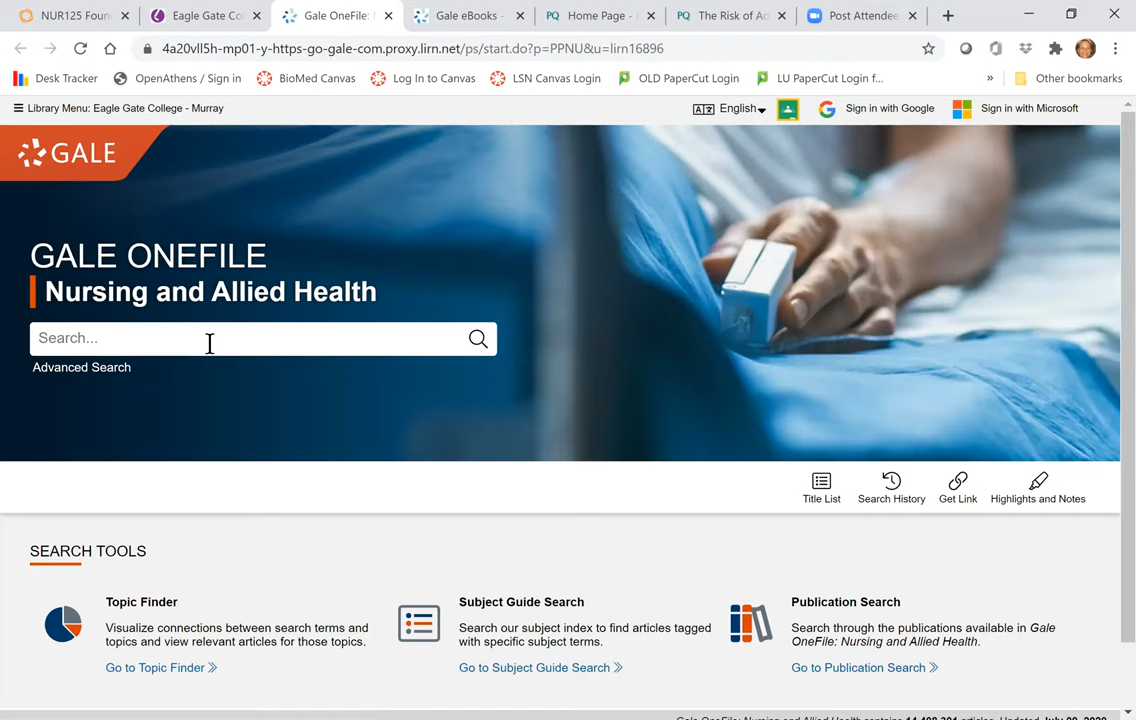 NUR125 Foun
Eagle Gate Co
Gale OneFile:
Gale eBooks -
PQ Home Page -
PQ The Risk of Ac
Post Attendee
4a20vll5h-mp01-y-https-go-gale-com.proxy.lirn.net/ps/start.do?p=PPNU&u=lirn16896
Desk Tracker
OpenAthens / Sign in
BioMed Canvas
Log In to Canvas
LSN Canvas Login
OLD PaperCut Login
LU PaperCut Login f...
»
Other bookmarks
Library Menu: Eagle Gate College - Murray
English
Sign in with Google
Sign in with Microsoft
GALE
GALE ONEFILE
Nursing and Allied Health
Search...
Advanced Search
Title List
Search History
Get Link
Highlights and Notes
SEARCH TOOLS
Topic Finder
Visualize connections between search terms and
topics and view relevant articles for those topics.
Go to Topic Finder
Subject Guide Search
Search our subject index to find articles tagged
with specific subject terms.
Go to Subject Guide Search
Publication Search
Search through the publications available in Gale
OneFile: Nursing and Allied Health.
Go to Publication Search
Gale OneFile: Nursing and Allied Health contains 14,408,391 articles. Updated July 09, 2020